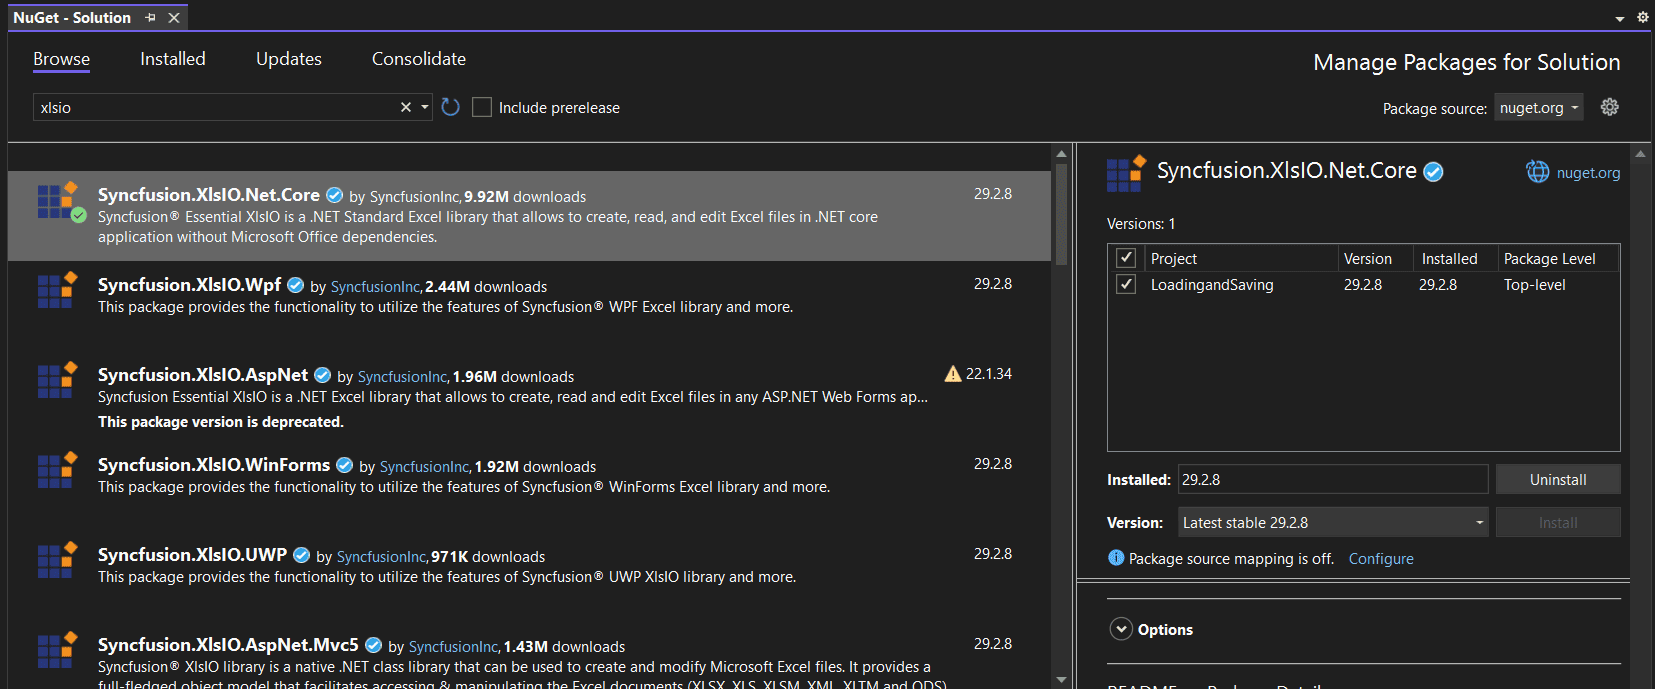 NuGet - Solution
Browse Installed Updates Consolidate
Manage Packages for Solution
xlsio
Include prerelease
Package source: nuget.org
Syncfusion.XlsIO.Net.Core by SyncfusionInc, 9.92M downloads 29.2.8
Syncfusion® Essential XlsIO is a .NET Standard Excel library that allows to create, read, and edit Excel files in .NET core
application without Microsoft Office dependencies.
Syncfusion.XlsIO.Wpf by SyncfusionInc, 2.44M downloads 29.2.8
This package provides the functionality to utilize the features of Syncfusion® WPF Excel library and more.
Syncfusion.XlsIO.AspNet by SyncfusionInc, 1.96M downloads 22.1.34
Syncfusion Essential XlsIO is a .NET Excel library that allows to create, read and edit Excel files in any ASP.NET Web Forms ap...
This package version is deprecated.
Syncfusion.XlsIO.WinForms by SyncfusionInc, 1.92M downloads 29.2.8
This package provides the functionality to utilize the features of Syncfusion® WinForms Excel library and more.
Syncfusion.XlsIO.UWP by SyncfusionInc, 971K downloads 29.2.8
This package provides the functionality to utilize the features of Syncfusion® UWP XlsIO library and more.
Syncfusion.XlsIO.AspNet.Mvc5 by SyncfusionInc, 1.43M downloads 29.2.8
Syncfusion® XlsIO library is a native .NET class library that can be used to create and modify Microsoft Excel files. It provides a
full-fledged object model that facilitates accessing & manipulating the Excel documents (XLSX, XLS, XLSM, XML, XLTM and ODS)
Syncfusion.XlsIO.Net.Core
nuget.org
Versions: 1
Project Version Installed Package Level
LoadingandSaving 29.2.8 29.2.8 Top-level
Installed: 29.2.8 Uninstall
Version: Latest stable 29.2.8 Install
Package source mapping is off. Configure
Options
README Package Details